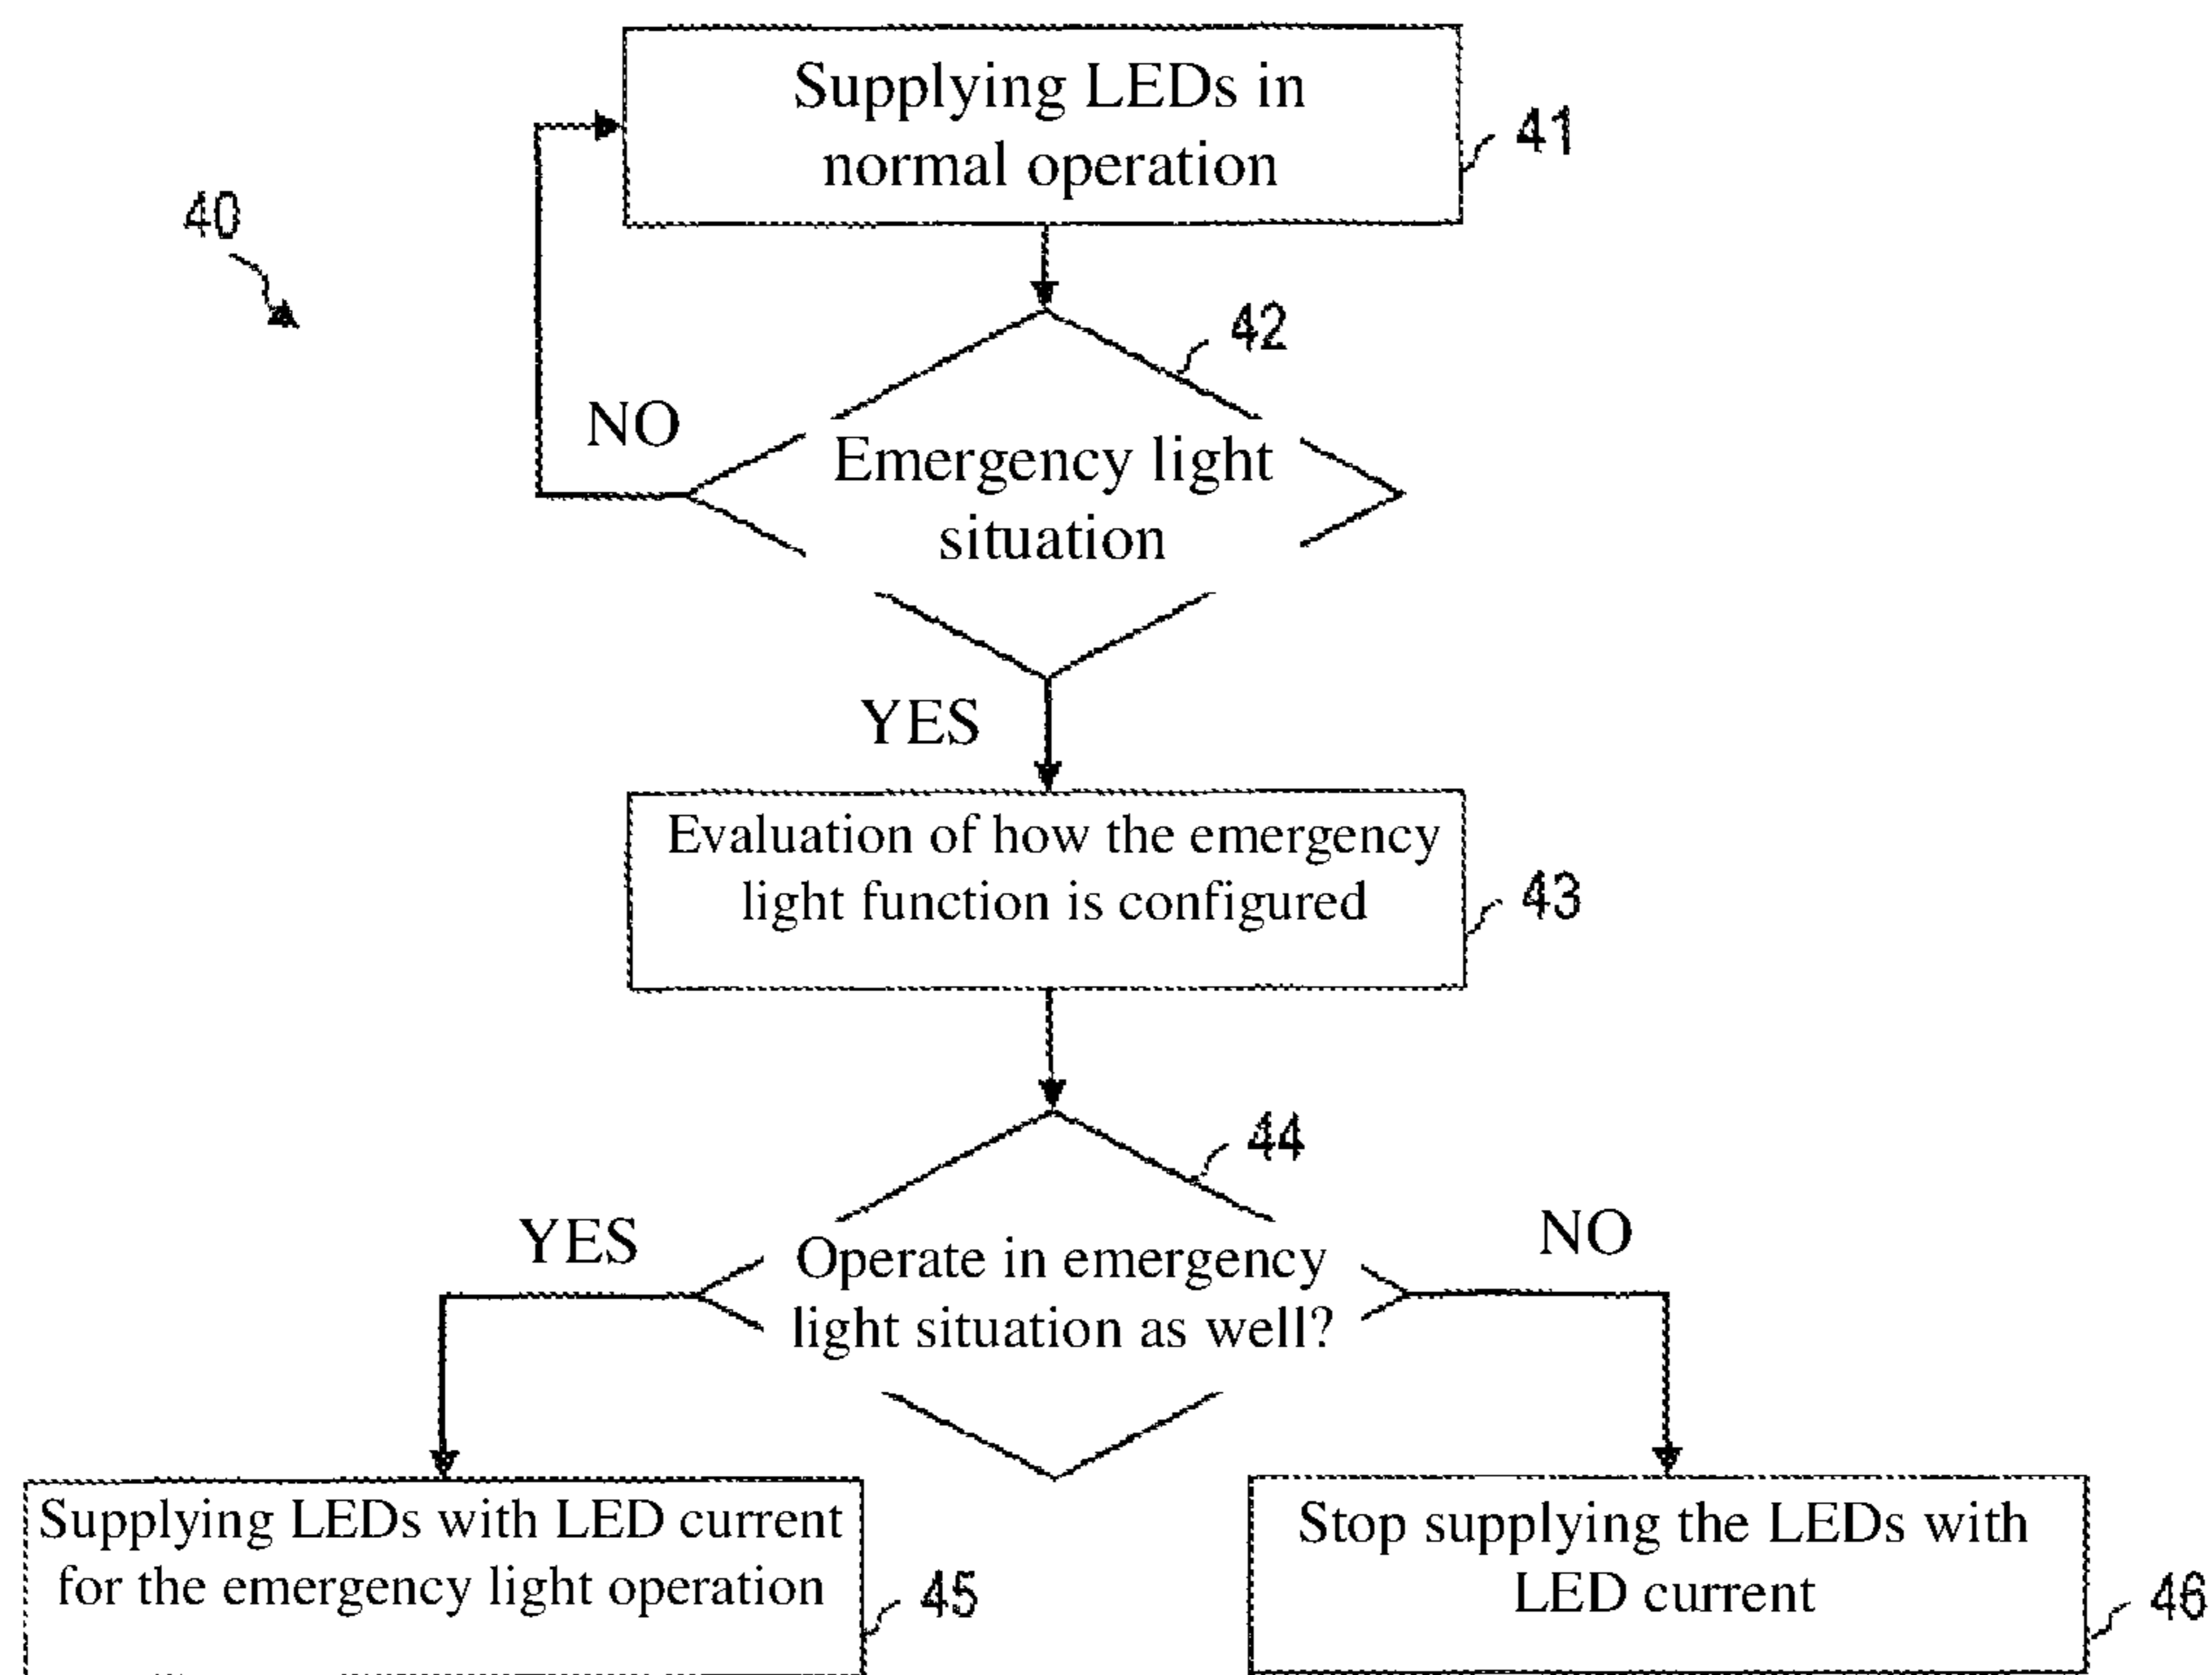 Supplying LEDs in
normal operation
41
40
42
NO
Emergency light
situation
YES
Evaluation of how the emergency
light function is configured
43
44
YES
NO
Operate in emergency
light situation as well?
Supplying LEDs with LED current
for the emergency light operation
45
Stop supplying the LEDs with
LED current
46